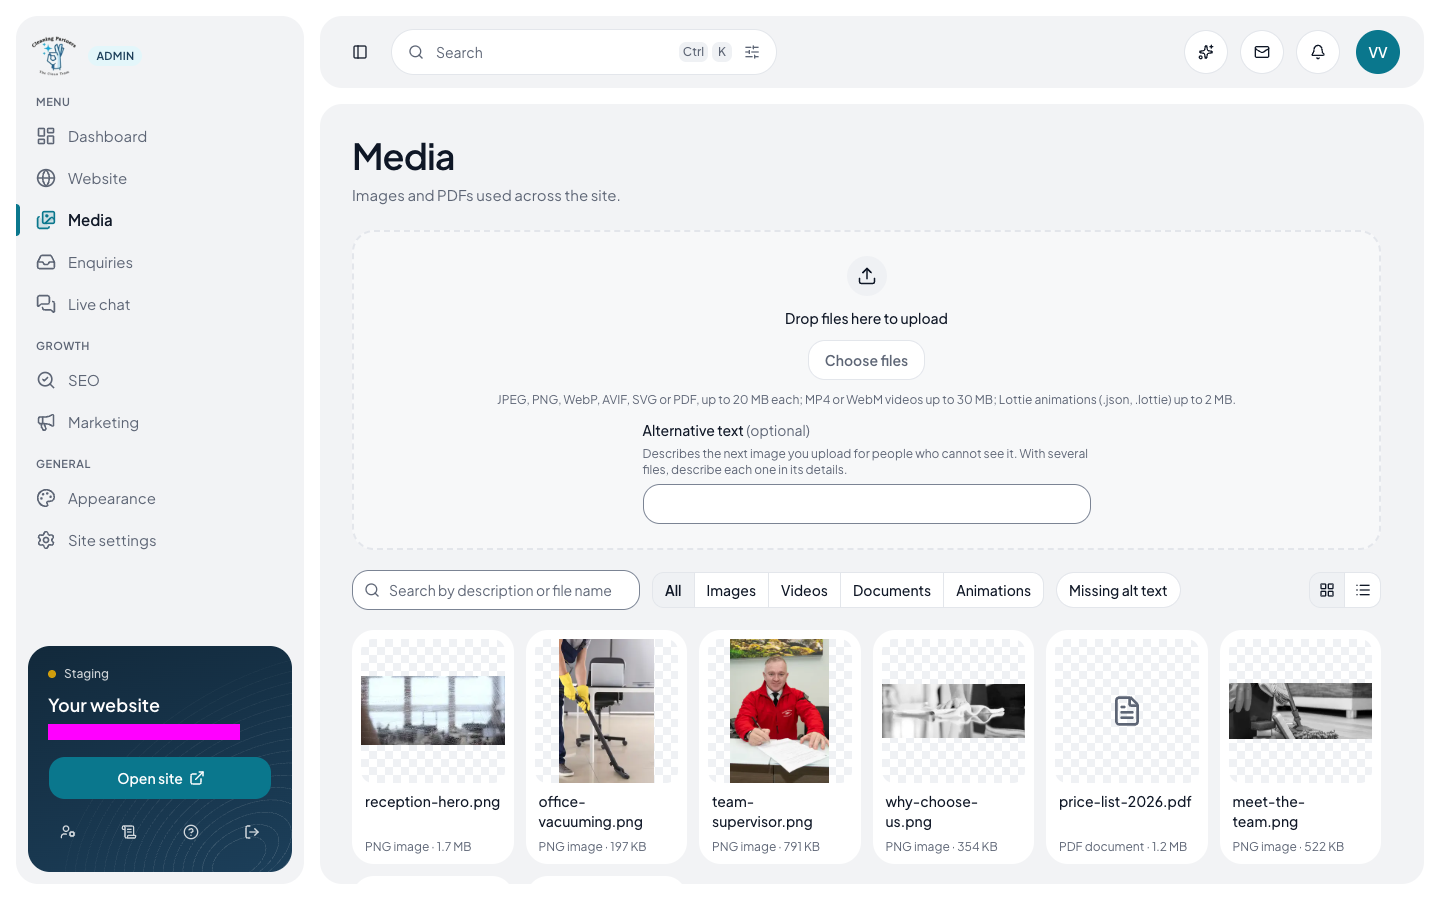 Cleaning Partners
ADMIN
MENU
Dashboard
Website
Media
Enquiries
Live chat
GROWTH
SEO
Marketing
GENERAL
Appearance
Site settings
Staging
Your website
Open site
Search
Ctrl K
VV
Media
Images and PDFs used across the site.
Drop files here to upload
Choose files
JPEG, PNG, WebP, AVIF, SVG or PDF, up to 20 MB each; MP4 or WebM videos up to 30 MB; Lottie animations (.json, .lottie) up to 2 MB.
Alternative text (optional)
Describes the next image you upload for people who cannot see it. With several
files, describe each one in its details.
Search by description or file name
All Images Videos Documents Animations
Missing alt text
reception-hero.png
PNG image · 1.7 MB
office-
vacuuming.png
PNG image · 197 KB
team-
supervisor.png
PNG image · 791 KB
why-choose-
us.png
PNG image · 354 KB
price-list-2026.pdf
PDF document · 1.2 MB
meet-the-
team.png
PNG image · 522 KB